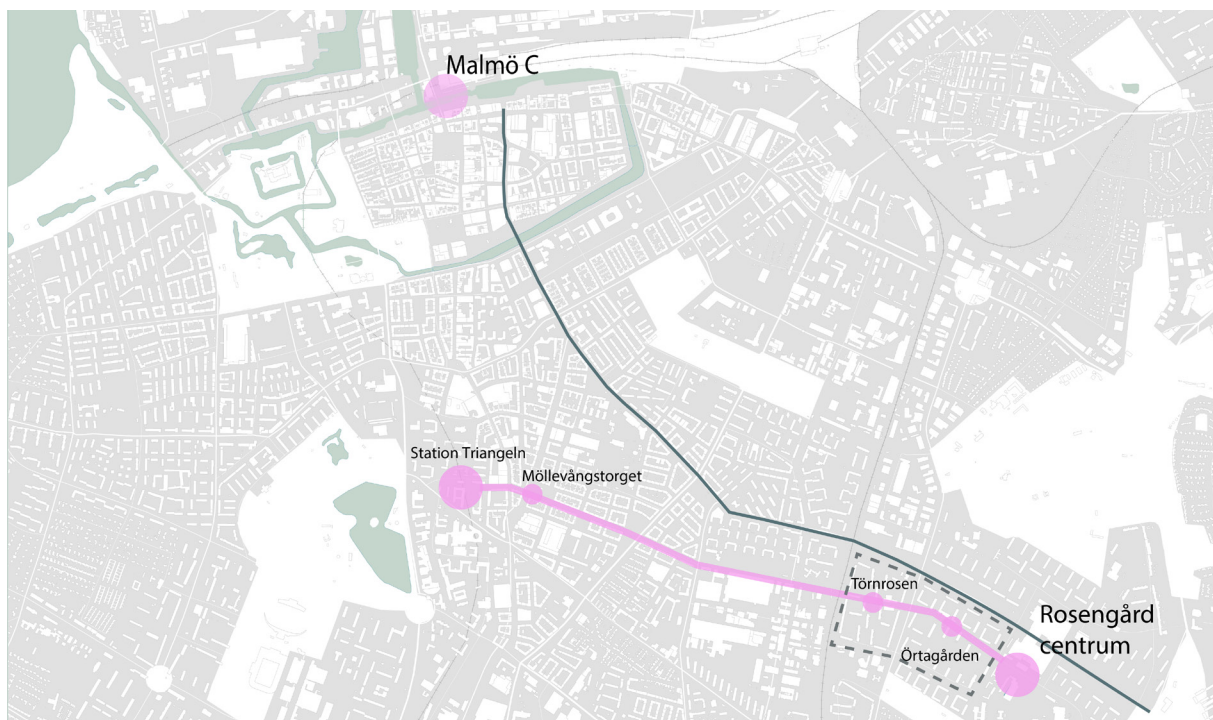 Malmö C
Station Triangeln
Möllevångstorget
Törnrosen
Rosengård
centrum
Örtagården